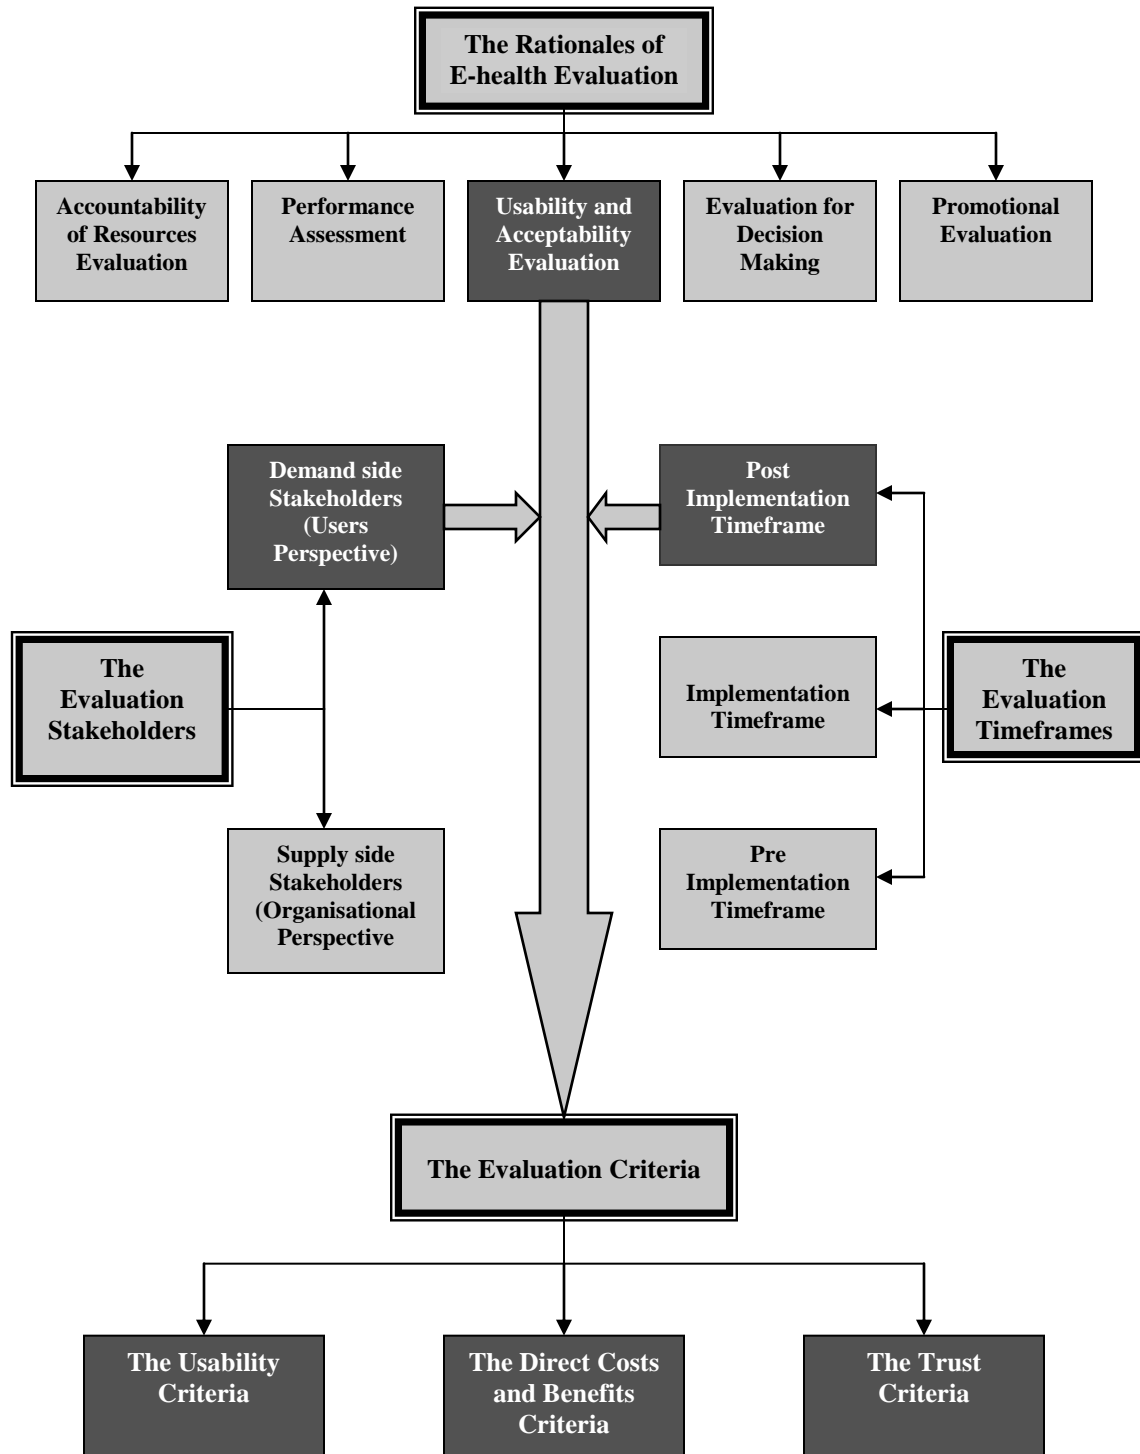 The Rationales of
E-health Evaluation
Accountability
of Resources
Evaluation
Performance
Assessment
Usability and
Acceptability
Evaluation
Evaluation for
Decision
Making
Promotional
Evaluation
Demand side
Stakeholders
(Users
Perspective)
Post
Implementation
Timeframe
The
Evaluation
Stakeholders
Implementation
Timeframe
The
Evaluation
Timeframes
Supply side
Stakeholders
(Organisational
Perspective
Pre
Implementation
Timeframe
The Evaluation Criteria
The Usability
Criteria
The Direct Costs
and Benefits
Criteria
The Trust
Criteria